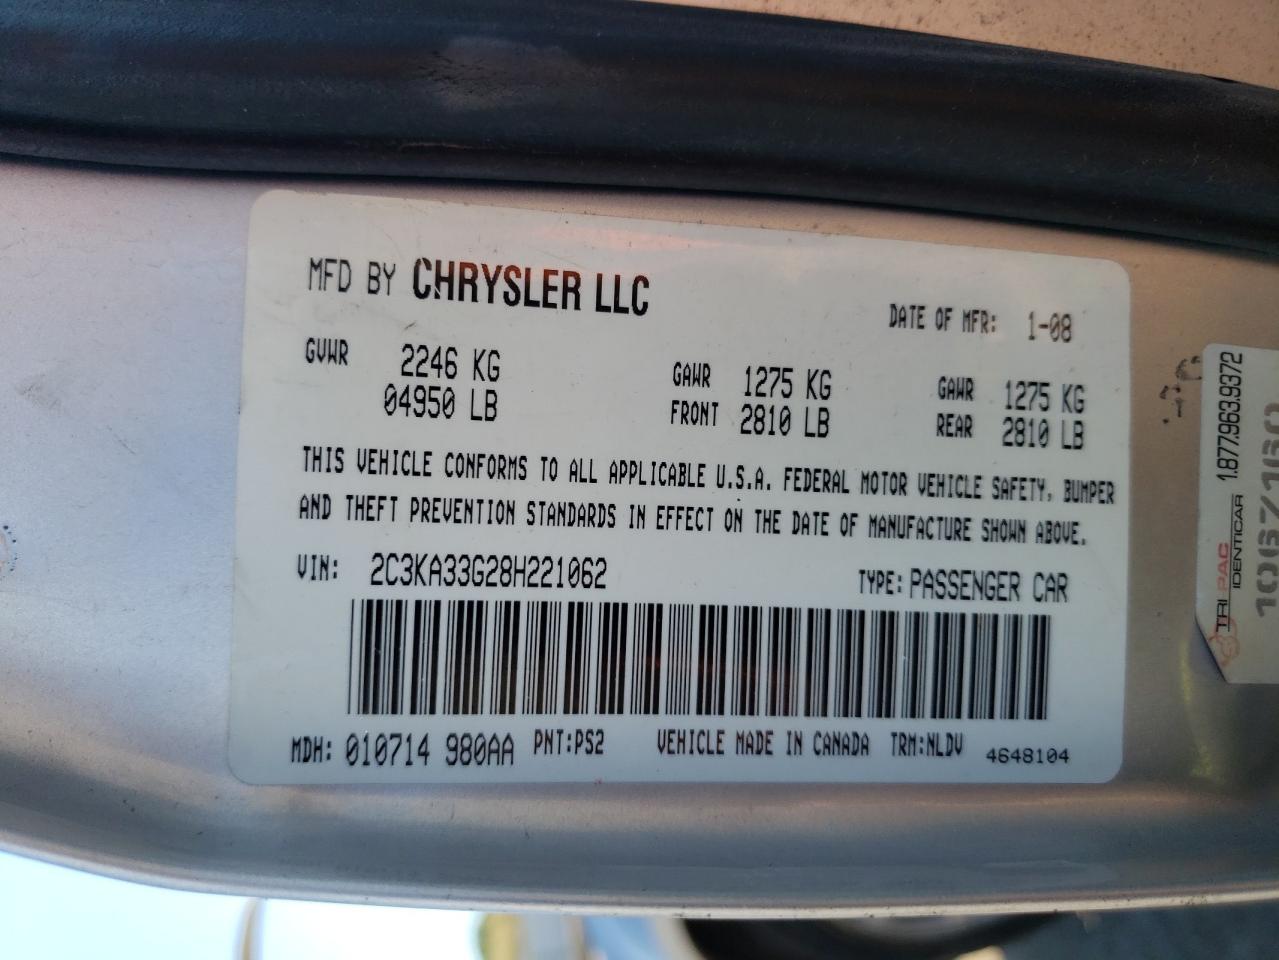 MFD BY CHRYSLER LLC
DATE OF MFR: 1-08
GVWR 2246 KG
04950 LB
GAWR 1275 KG
FRONT 2810 LB
GAWR 1275 KG
REAR 2810 LB
THIS VEHICLE CONFORMS TO ALL APPLICABLE U.S.A. FEDERAL MOTOR VEHICLE SAFETY, BUMPER
AND THEFT PREVENTION STANDARDS IN EFFECT ON THE DATE OF MANUFACTURE SHOWN ABOVE.
VIN: 2C3KA33G28H221062
TYPE: PASSENGER CAR
MDH: 010714 980AA PNT:PS2 VEHICLE MADE IN CANADA TRM:NLDV 4648104
TRI PAC
IDENTICAR
1.877.963.9372